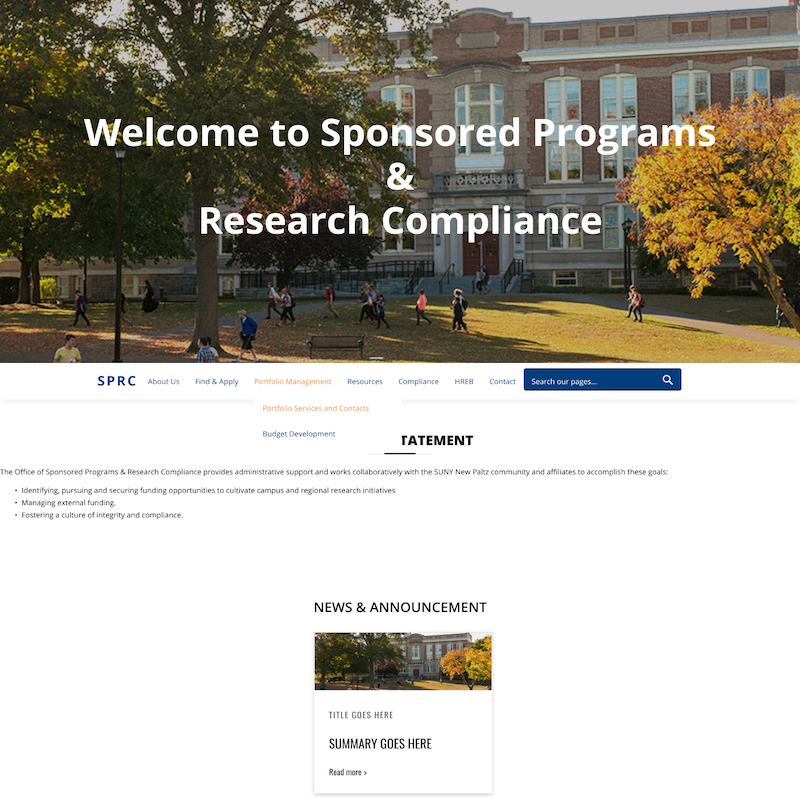 Welcome to Sponsored Programs
&
Research Compliance
SPRC About Us Find & Apply Portfolio Management Resources Compliance HREB Contact Search our pages...
Portfolio Services and Contacts
Budget Development
TATEMENT
The Office of Sponsored Programs & Research Compliance provides administrative support and works collaboratively with the SUNY New Paltz community and affiliates to accomplish these goals:
• Identifying, pursuing and securing funding opportunities to cultivate campus and regional research initiatives
• Managing external funding.
• Fostering a culture of integrity and compliance.
NEWS & ANNOUNCEMENT
TITLE GOES HERE
SUMMARY GOES HERE
Read more >